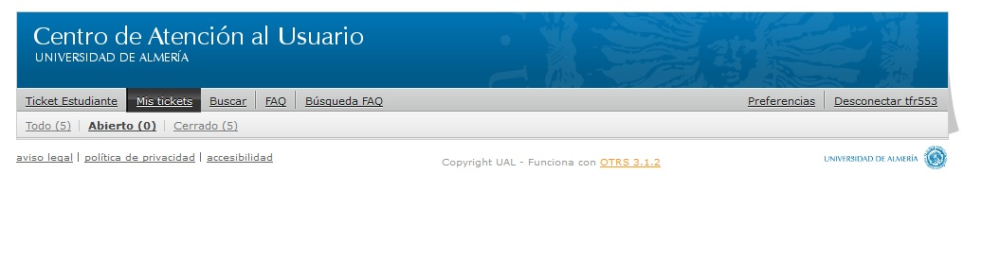 Centro de Atención al Usuario
UNIVERSIDAD DE ALMERÍA
Ticket Estudiante Mis tickets Buscar FAQ Búsqueda FAQ Preferencias Desconectar tfr553
Todo (5) Abierto (0) Cerrado (5)
aviso legal | política de privacidad | accesibilidad
Copyright UAL - Funciona con OTRS 3.1.2
UNIVERSIDAD DE ALMERÍA